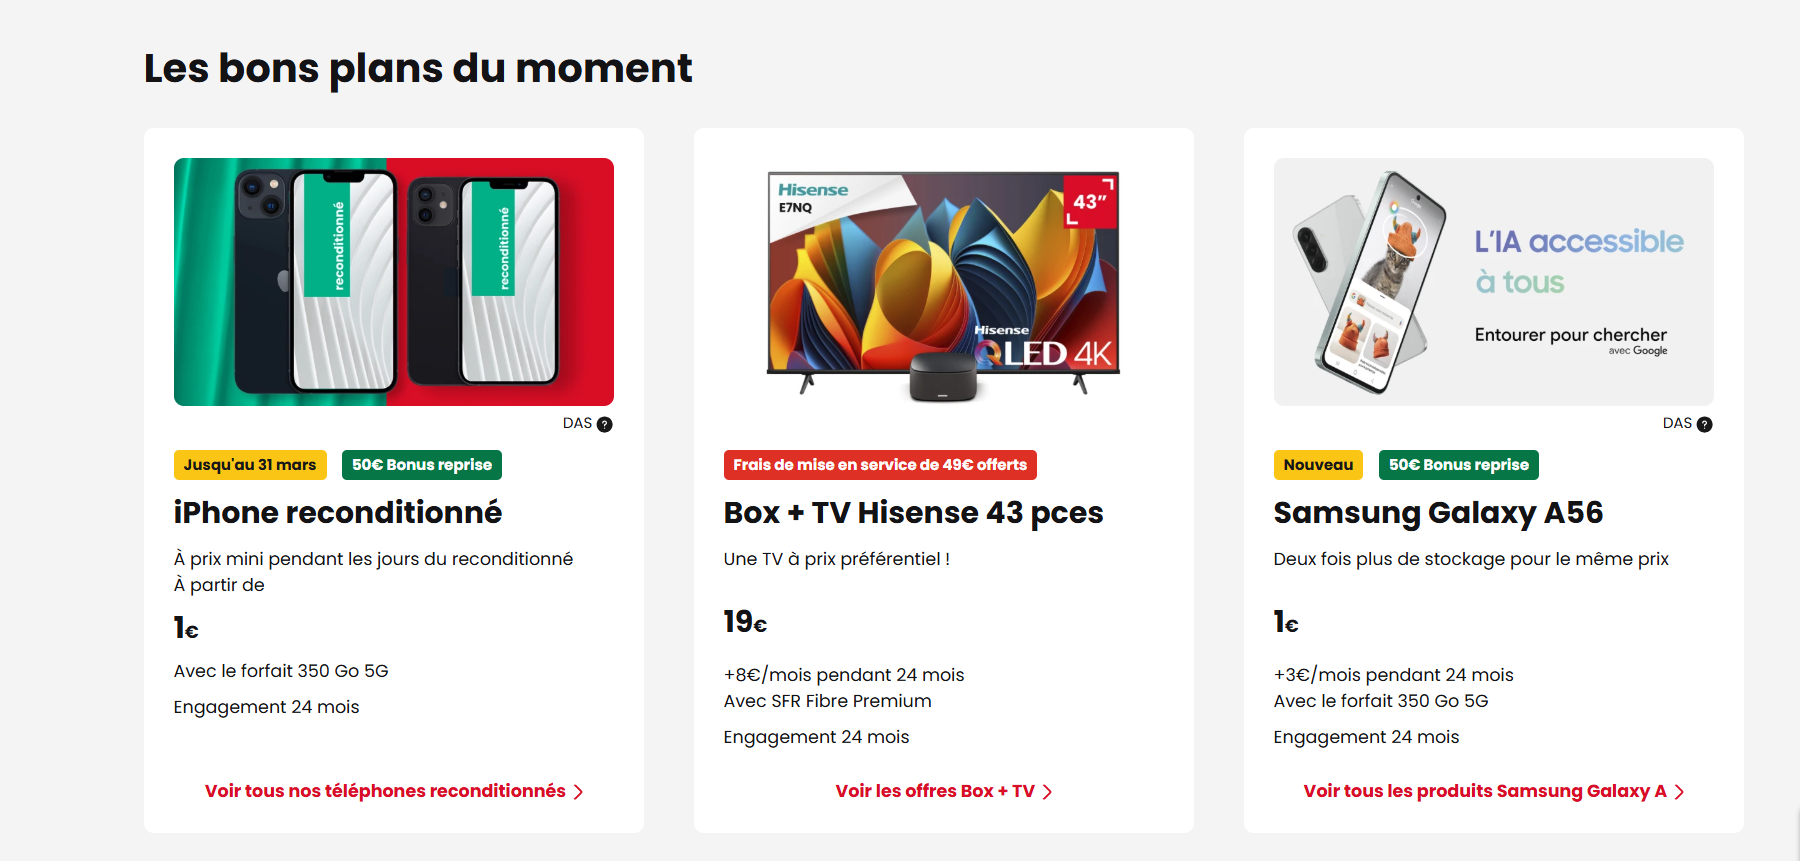 Les bons plans du moment
reconditionné
reconditionné
DAS ?
Jusqu'au 31 mars
50€ Bonus reprise
iPhone reconditionné
À prix mini pendant les jours du reconditionné
À partir de
1€
Avec le forfait 350 Go 5G
Engagement 24 mois
Voir tous nos téléphones reconditionnés
Hisense
E7NQ
43”
Hisense
QLED 4K
Frais de mise en service de 49€ offerts
Box + TV Hisense 43 pces
Une TV à prix préférentiel !
19€
+8€/mois pendant 24 mois
Avec SFR Fibre Premium
Engagement 24 mois
Voir les offres Box + TV
L’IA accessible
à tous
Entourer pour chercher
avec Google
DAS ?
Nouveau
50€ Bonus reprise
Samsung Galaxy A56
Deux fois plus de stockage pour le même prix
1€
+3€/mois pendant 24 mois
Avec le forfait 350 Go 5G
Engagement 24 mois
Voir tous les produits Samsung Galaxy A